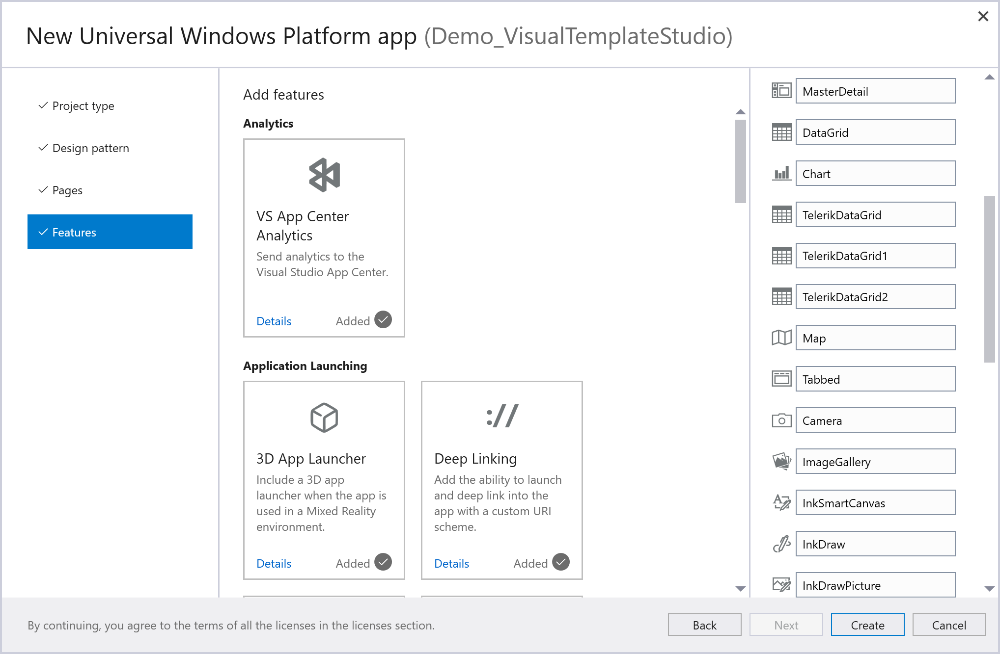 New Universal Windows Platform app (Demo_VisualTemplateStudio)
Project type
Design pattern
Pages
Features
Add features
Analytics
VS App Center
Analytics
Send analytics to the
Visual Studio App Center.
Details
Added
Application Launching
3D App Launcher
Include a 3D app
launcher when the app is
used in a Mixed Reality
environment.
Details
Added
://
Deep Linking
Add the ability to launch
and deep link into the
app with a custom URI
scheme.
Details
Added
MasterDetail
DataGrid
Chart
TelerikDataGrid
TelerikDataGrid1
TelerikDataGrid2
Map
Tabbed
Camera
ImageGallery
InkSmartCanvas
InkDraw
InkDrawPicture
By continuing, you agree to the terms of all the licenses in the licenses section.
Back
Next
Create
Cancel